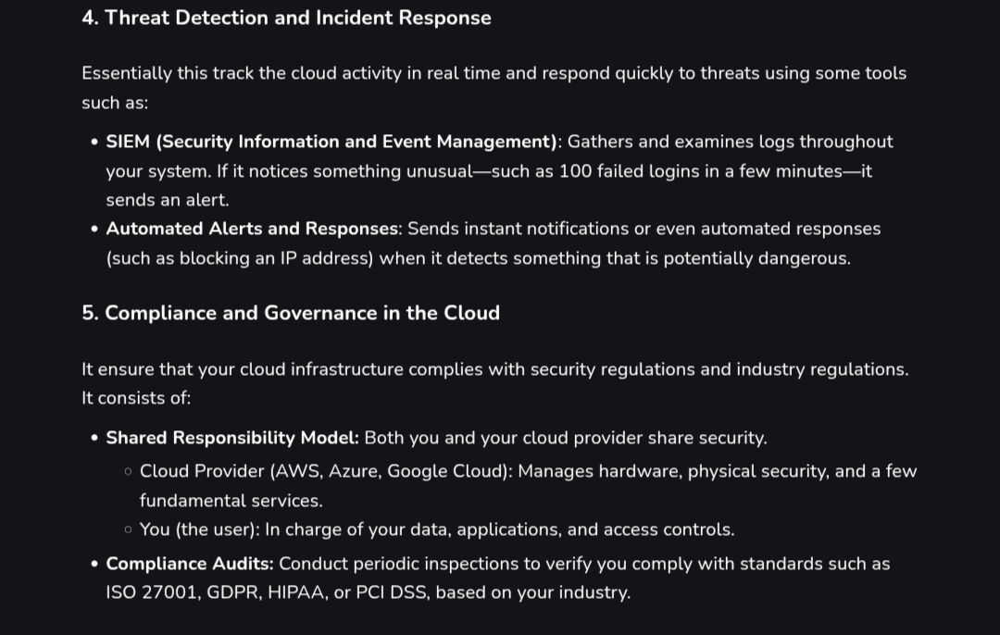 4. Threat Detection and Incident Response
Essentially this track the cloud activity in real time and respond quickly to threats using some tools
such as:
• SIEM (Security Information and Event Management): Gathers and examines logs throughout
your system. If it notices something unusual—such as 100 failed logins in a few minutes—it
sends an alert.
• Automated Alerts and Responses: Sends instant notifications or even automated responses
(such as blocking an IP address) when it detects something that is potentially dangerous.
5. Compliance and Governance in the Cloud
It ensure that your cloud infrastructure complies with security regulations and industry regulations.
It consists of:
• Shared Responsibility Model: Both you and your cloud provider share security.
○ Cloud Provider (AWS, Azure, Google Cloud): Manages hardware, physical security, and a few
fundamental services.
○ You (the user): In charge of your data, applications, and access controls.
• Compliance Audits: Conduct periodic inspections to verify you comply with standards such as
ISO 27001, GDPR, HIPAA, or PCI DSS, based on your industry.